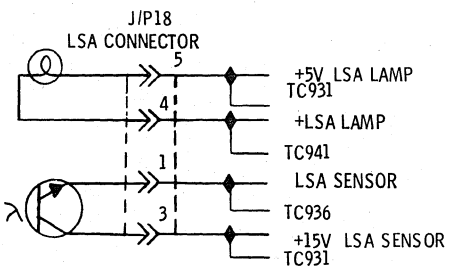 J/P18
LSA CONNECTOR
5
+5V LSA LAMP
TC931
4
+LSA LAMP
TC941
1
LSA SENSOR
TC936
λ
3
+15V LSA SENSOR
TC931